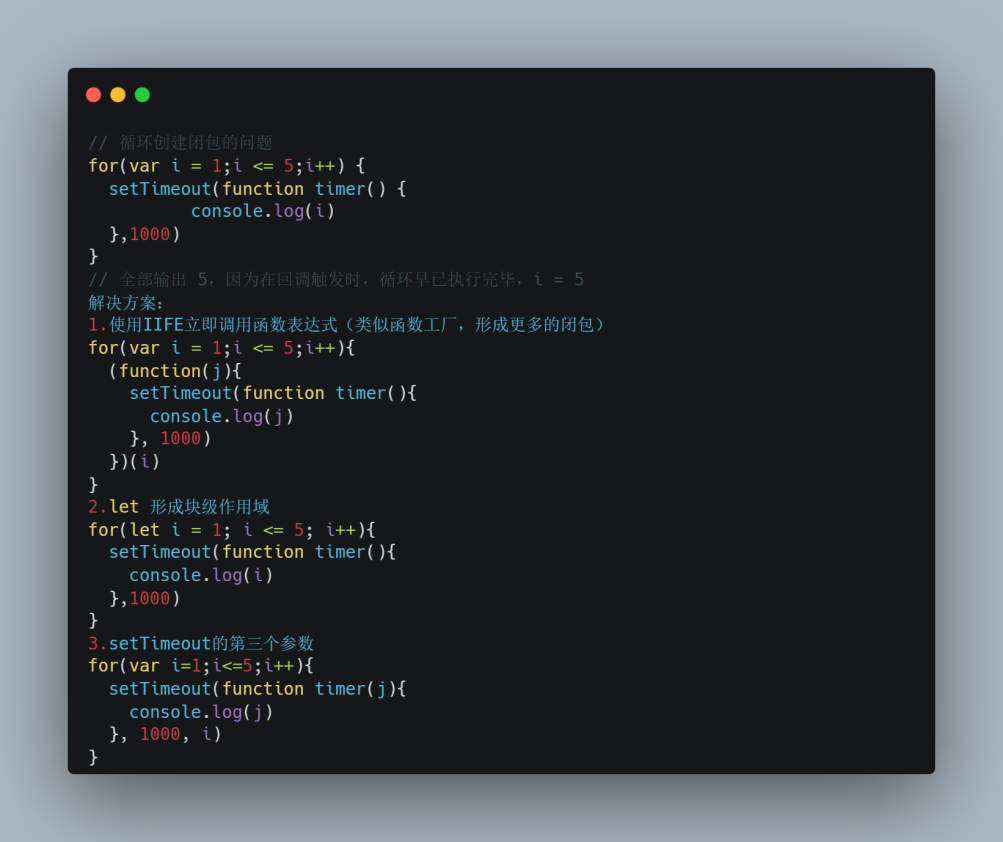 // 循环创建闭包的问题
for(var i = 1;i <= 5;i++) {
  setTimeout(function timer() {
          console.log(i)
  },1000)
}
// 全部输出 5，因为在回调触发时，循环早已执行完毕，i = 5
解决方案：
1.使用IIFE立即调用函数表达式（类似函数工厂，形成更多的闭包）
for(var i = 1;i <= 5;i++){
  (function(j){
    setTimeout(function timer(){
      console.log(j)
    }, 1000)
  })(i)
}
2.let 形成块级作用域
for(let i = 1; i <= 5; i++){
  setTimeout(function timer(){
    console.log(i)
  },1000)
}
3.setTimeout的第三个参数
for(var i=1;i<=5;i++){
  setTimeout(function timer(j){
    console.log(j)
  }, 1000, i)
}